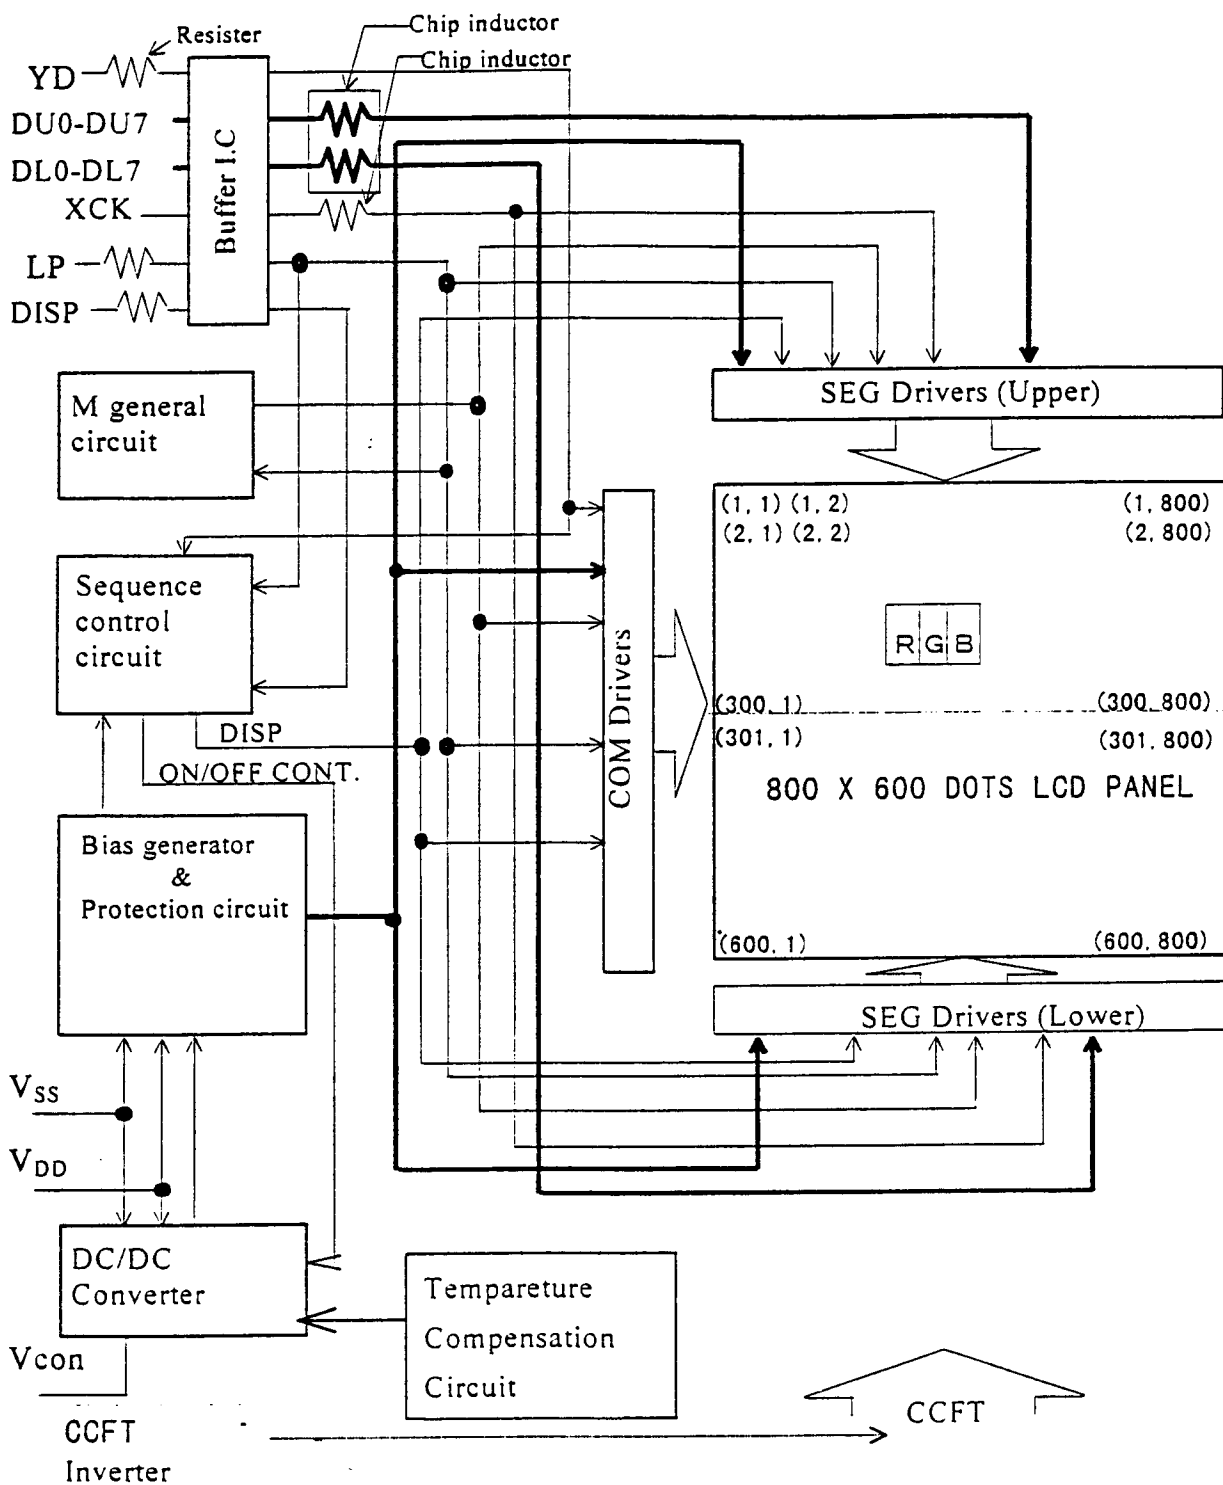 Chip inductor
Resister
Chip inductor
YD
DU0-DU7
DL0-DL7
XCK
LP
DISP
Buffer I.C
M general
circuit
SEG Drivers (Upper)
(1, 1) (1, 2)
(1, 800)
(2, 1) (2, 2)
(2, 800)
Sequence
control
circuit
R G B
COM Drivers
(300, 1)
(300, 800)
(301, 1)
(301, 800)
DISP
ON/OFF CONT.
800 X 600 DOTS LCD PANEL
Bias generator
&
Protection circuit
(600, 1)
(600, 800)
SEG Drivers (Lower)
VSS
VDD
DC/DC
Converter
Tempareture
Compensation
Circuit
Vcon
CCFT
Inverter
CCFT